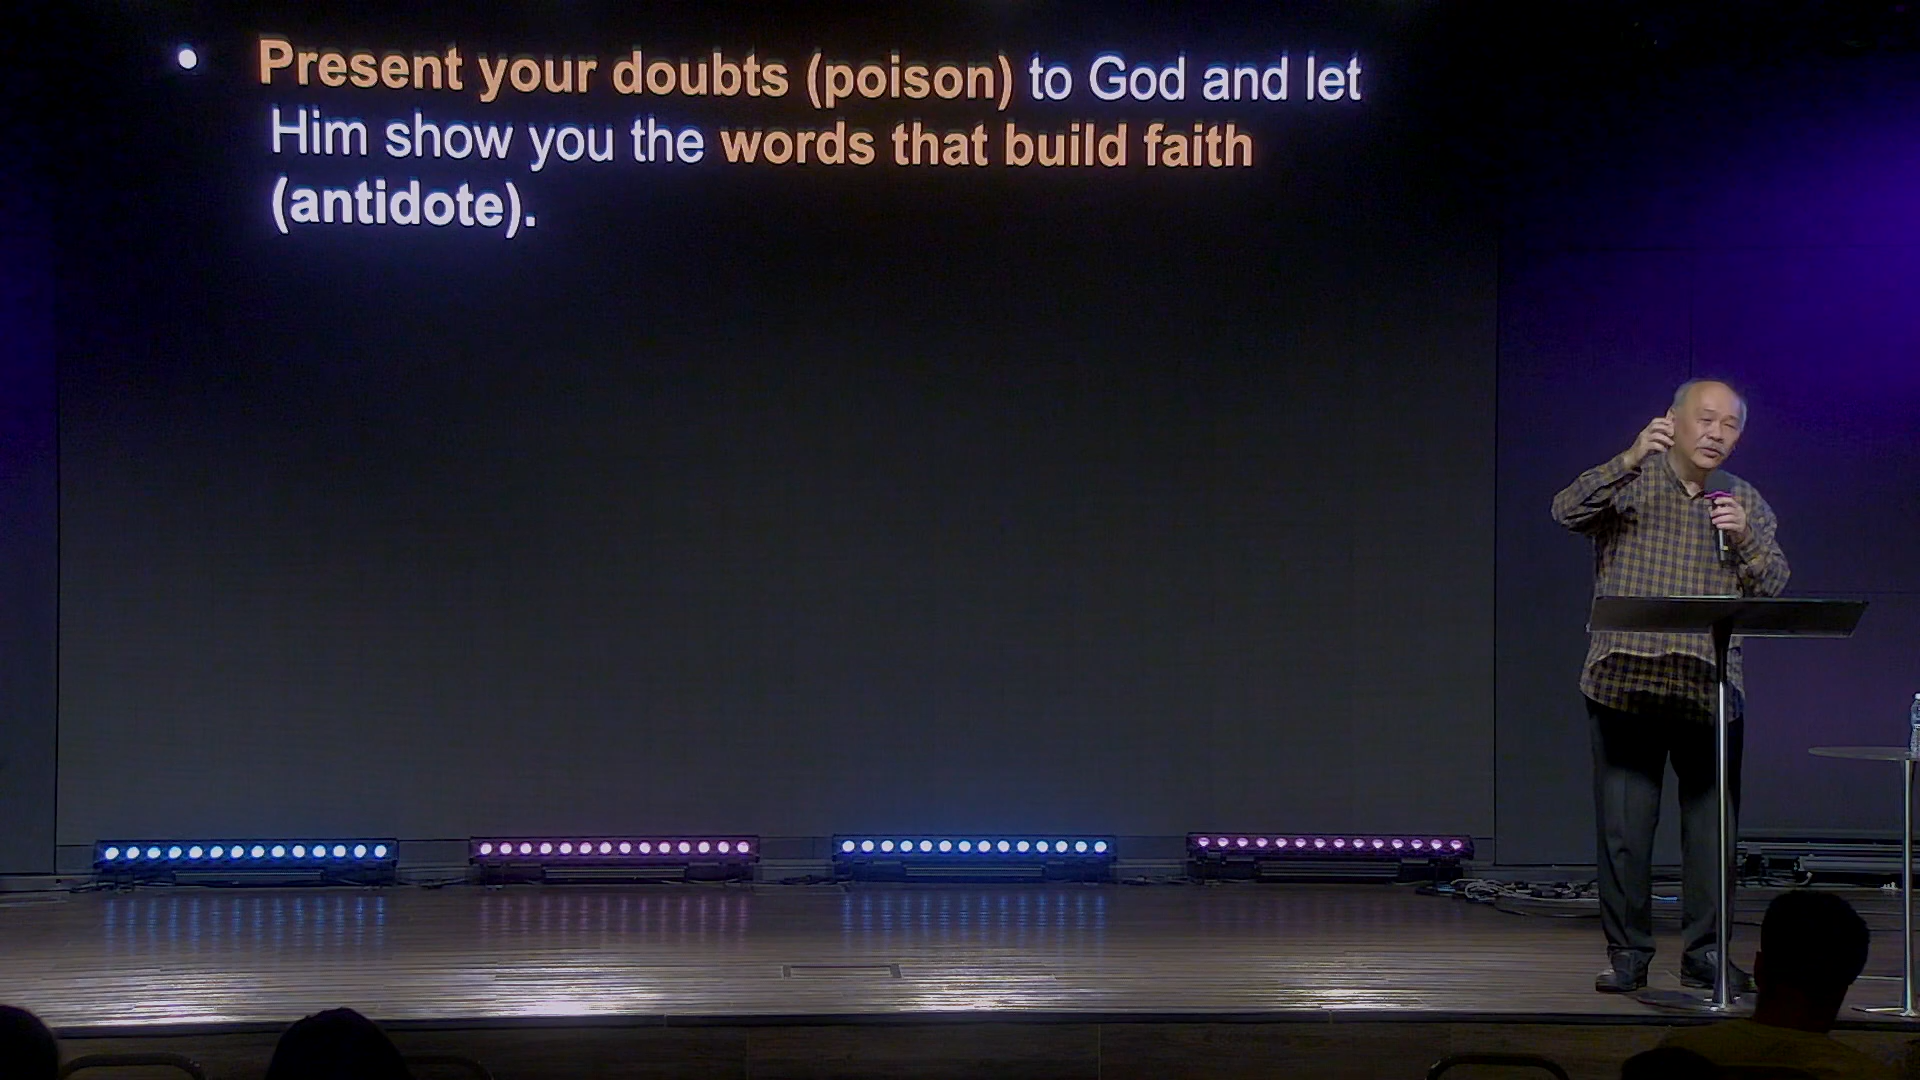 • Present your doubts (poison) to God and let
Him show you the words that build faith
(antidote).